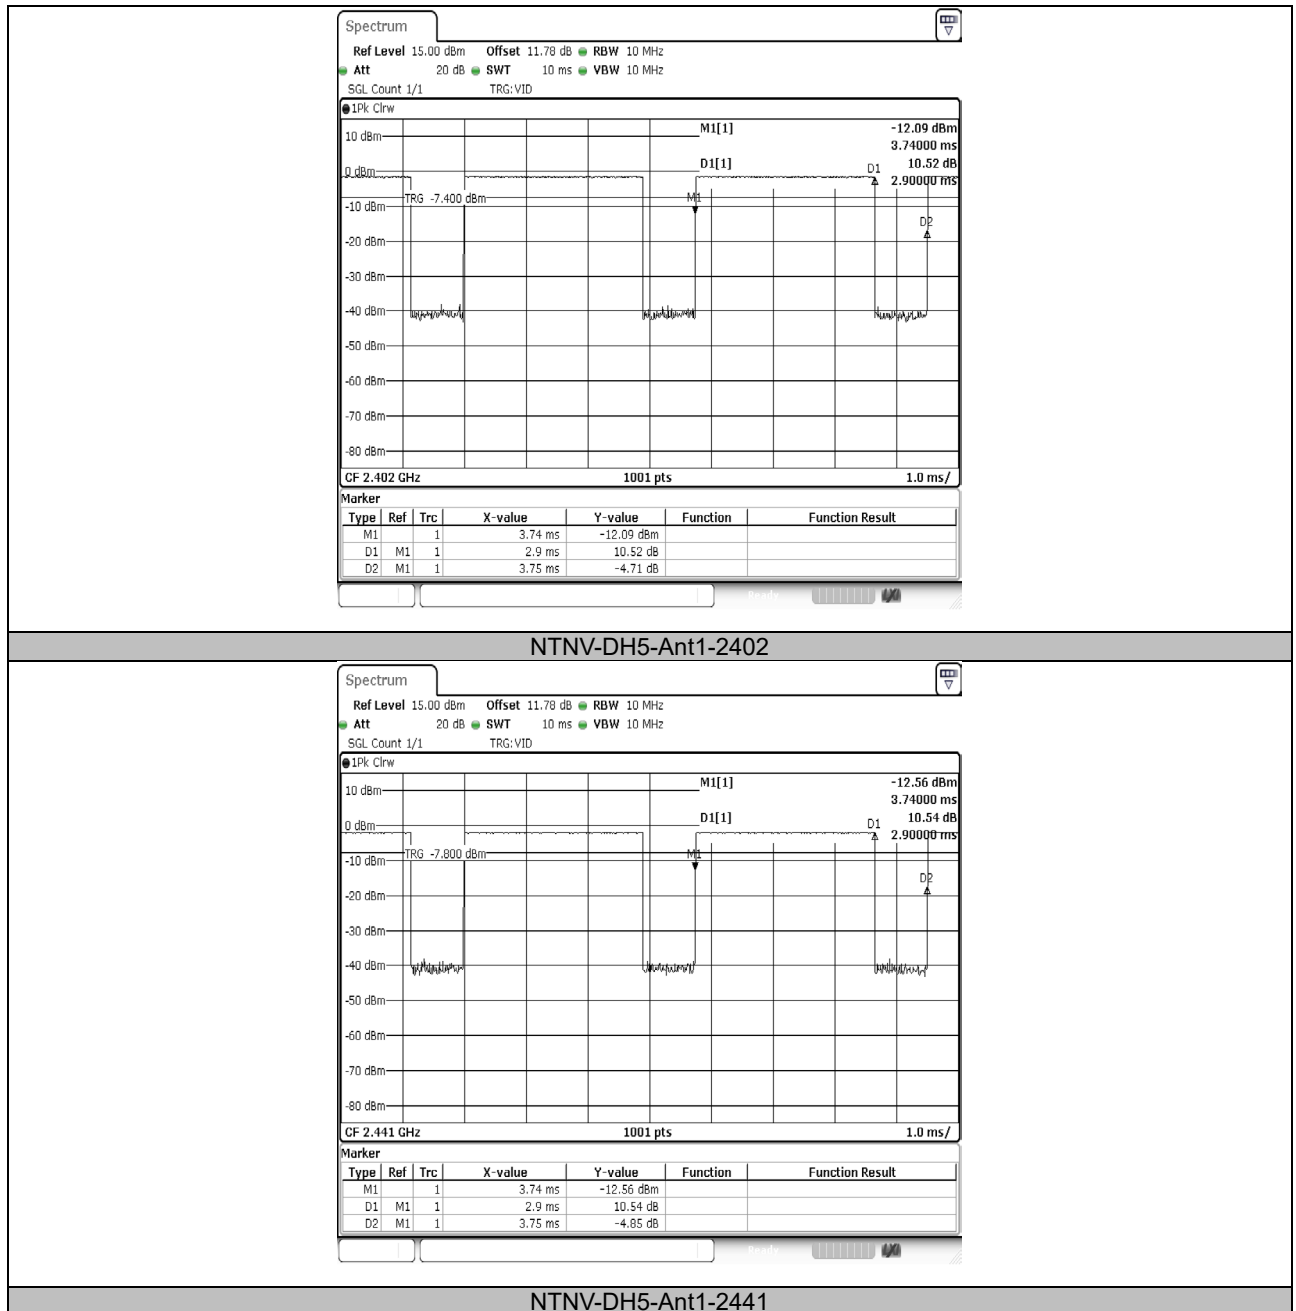 Spectrum
Ref Level 15.00 dBm Offset 11.78 dB RBW 10 MHz
Att 20 dB SWT 10 ms VBW 10 MHz
SGL Count 1/1 TRG:VID
1Pk Clrw
M1[1] -12.09 dBm
3.74000 ms
D1[1] 10.52 dB
2.90000 ms
10 dBm
0 dBm
D1
TRG -7.400 dBm
M1
-10 dBm
D2
-20 dBm
-30 dBm
-40 dBm
-50 dBm
-60 dBm
-70 dBm
-80 dBm
CF 2.402 GHz 1001 pts 1.0 ms/
Marker
Type Ref Trc X-value Y-value Function Function Result
M1 1 3.74 ms -12.09 dBm
D1 M1 1 2.9 ms 10.52 dB
D2 M1 1 3.75 ms -4.71 dB
Ready
NTNV-DH5-Ant1-2402
Spectrum
Ref Level 15.00 dBm Offset 11.78 dB RBW 10 MHz
Att 20 dB SWT 10 ms VBW 10 MHz
SGL Count 1/1 TRG:VID
1Pk Clrw
M1[1] -12.56 dBm
3.74000 ms
D1[1] 10.54 dB
2.90000 ms
10 dBm
0 dBm
D1
TRG -7.800 dBm
M1
-10 dBm
D2
-20 dBm
-30 dBm
-40 dBm
-50 dBm
-60 dBm
-70 dBm
-80 dBm
CF 2.441 GHz 1001 pts 1.0 ms/
Marker
Type Ref Trc X-value Y-value Function Function Result
M1 1 3.74 ms -12.56 dBm
D1 M1 1 2.9 ms 10.54 dB
D2 M1 1 3.75 ms -4.85 dB
Ready
NTNV-DH5-Ant1-2441